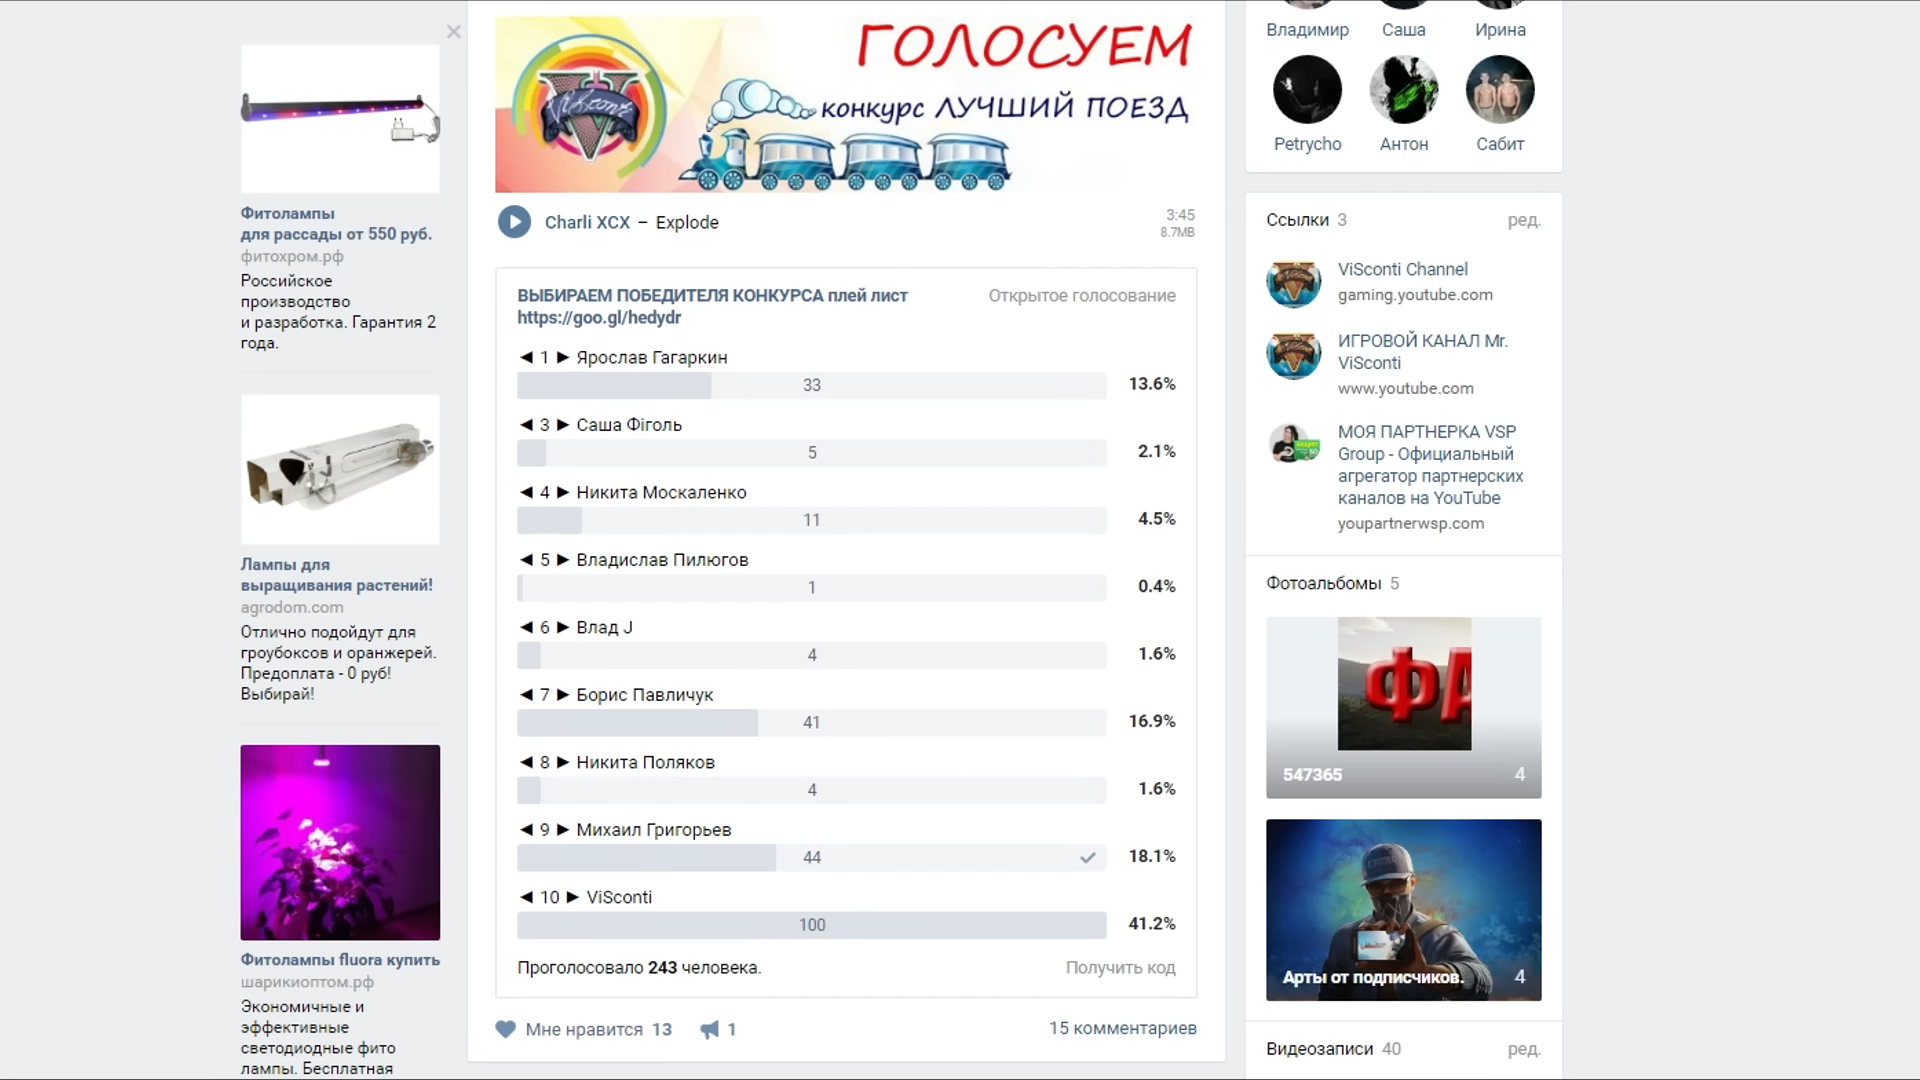 Фитолампы
для рассады от 550 руб.
фитохром.рф
Российское
производство
и разработка. Гарантия 2
года.
Лампы для
выращивания растений!
agrodom.com
Отлично подойдут для
гроубоксов и оранжерей.
Предоплата - 0 руб!
Выбирай!
Фитолампы fluora купить
шарикиоптом.рф
Экономичные и
эффективные
светодиодные фито
лампы. Бесплатная
ГОЛОСУЕМ
конкурс ЛУЧШИЙ ПОЕЗД
ViSconti
Charli XCX – Explode
3:45
8.7MB
ВЫБИРАЕМ ПОБЕДИТЕЛЯ КОНКУРСА плей лист
https://goo.gl/hedydr
Открытое голосование
◄ 1 ► Ярослав Гагаркин
33 13.6%
◄ 3 ► Саша Фіголь
5 2.1%
◄ 4 ► Никита Москаленко
11 4.5%
◄ 5 ► Владислав Пилюгов
1 0.4%
◄ 6 ► Влад J
4 1.6%
◄ 7 ► Борис Павличук
41 16.9%
◄ 8 ► Никита Поляков
4 1.6%
◄ 9 ► Михаил Григорьев
44 18.1%
◄ 10 ► ViSconti
100 41.2%
Проголосовало 243 человека.
Получить код
Мне нравится 13
1
15 комментариев
Владимир Саша Ирина
Petrycho Антон Сабит
Ссылки 3 ред.
ViSconti Channel
gaming.youtube.com
ИГРОВОЙ КАНАЛ Mr.
ViSconti
www.youtube.com
МОЯ ПАРТНЕРКА VSP
Group - Официальный
агрегатор партнерских
каналов на YouTube
youpartnerwsp.com
Фотоальбомы 5
ФА
547365 4
Арты от подписчиков. 4
Видеозаписи 40 ред.